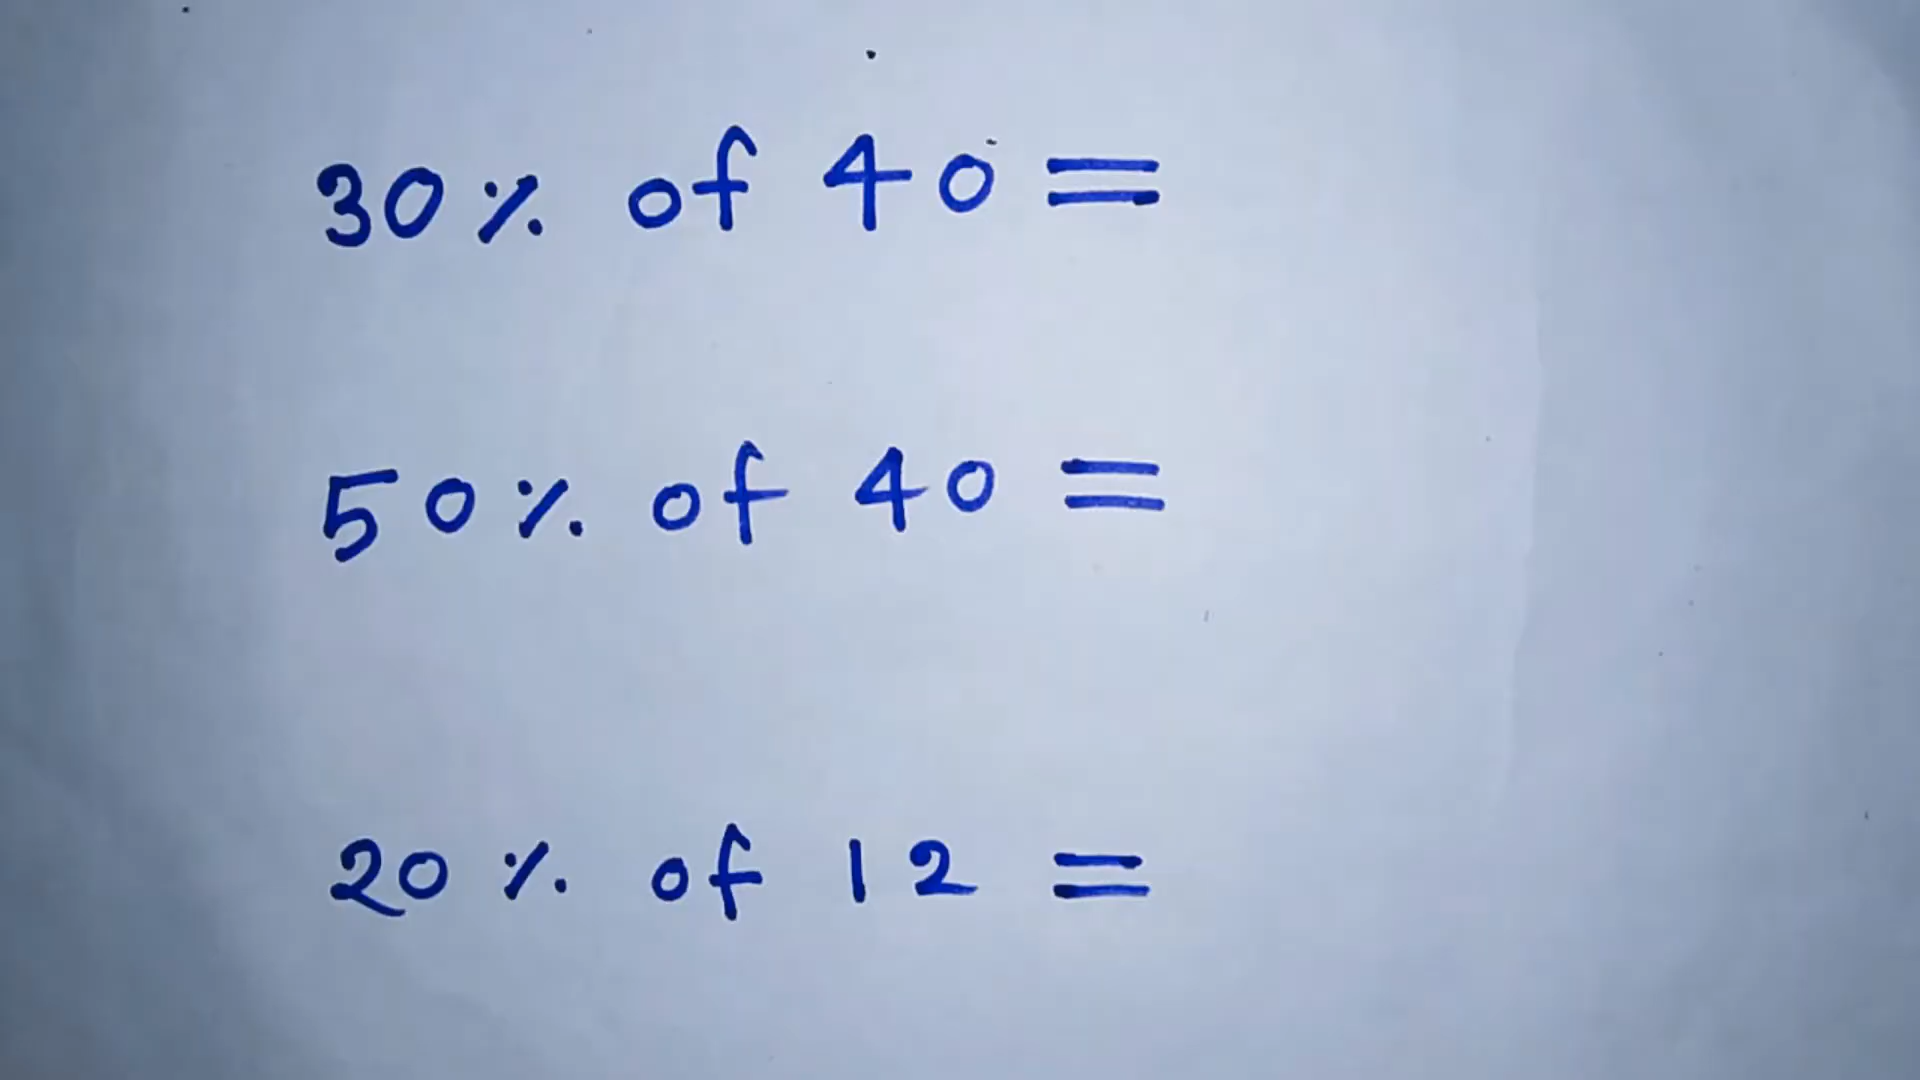 30% of 40 =
50% of 40 =
20% of 12 =